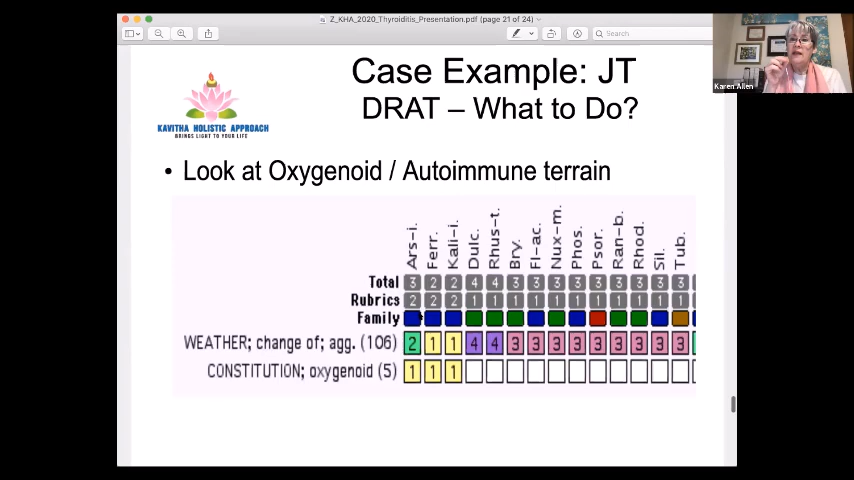 Z_KHA_2020_Thyroiditis_Presentation.pdf (page 21 of 24)
Search
Karen Allen
KAVITHA HOLISTIC APPROACH
BRINGS LIGHT TO YOUR LIFE
Case Example: JT
DRAT – What to Do?
• Look at Oxygenoid / Autoimmune terrain
Ars-i. Ferr. Kali-i. Dulc. Rhus-t. Bry. Fl-ac. Nux-m. Phos. Psor. Ran-b. Rhod. Sil. Tub.
Total 3 2 2 4 4 3 3 3 3 3 3 3 3 3
Rubrics 2 2 2 1 1 1 1 1 1 1 1 1 1 1
Family
WEATHER; change of; agg. (106) 2 1 1 4 4 3 3 3 3 3 3 3 3 3
CONSTITUTION; oxygenoid (5) 1 1 1